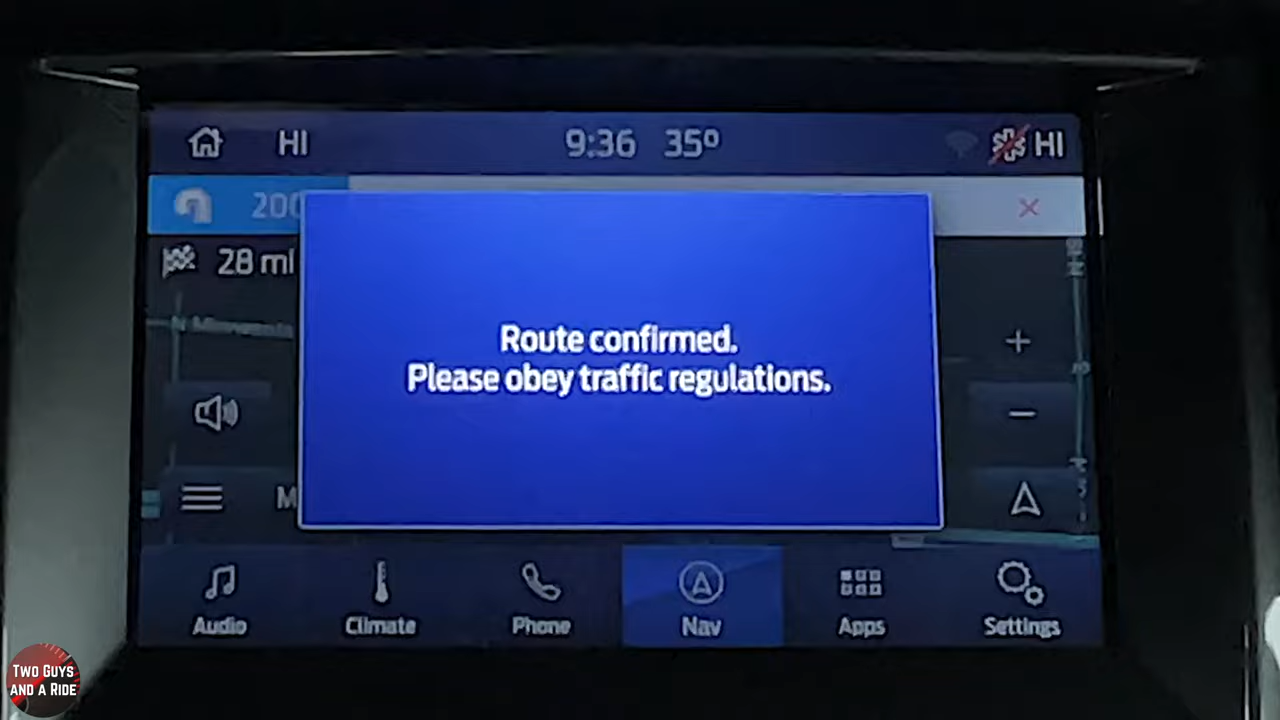 HI
9:36 35º
HI
200
28 mi
Route confirmed.
Please obey traffic regulations.
M
Audio
Climate
Phone
Nav
Apps
Settings
TWO GUYS
AND A RIDE